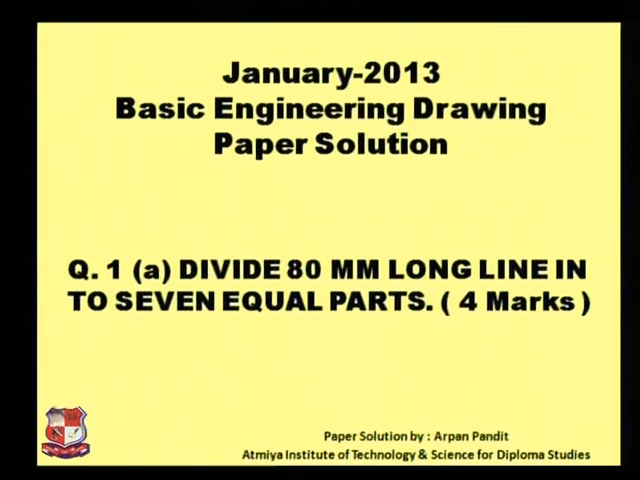 January-2013
Basic Engineering Drawing
Paper Solution
Q. 1 (a) DIVIDE 80 MM LONG LINE IN
TO SEVEN EQUAL PARTS. ( 4 Marks )
Paper Solution by : Arpan Pandit
Atmiya Institute of Technology & Science for Diploma Studies